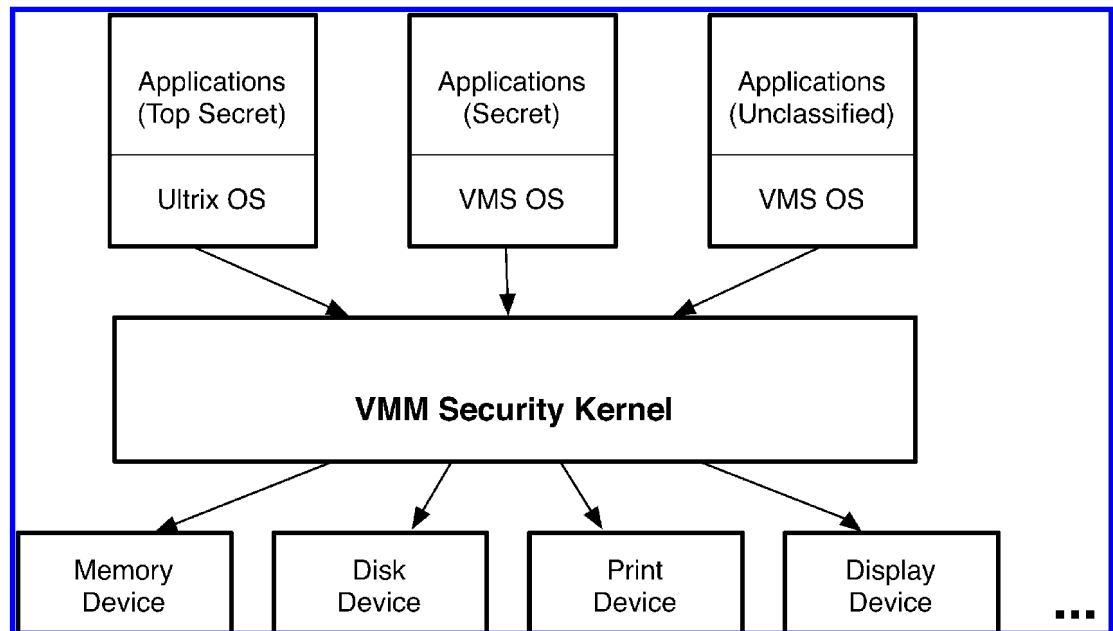 Applications
(Top Secret)
Applications
(Secret)
Applications
(Unclassified)
Ultrix OS
VMS OS
VMS OS
VMM Security Kernel
Memory
Device
Disk
Device
Print
Device
Display
Device
...